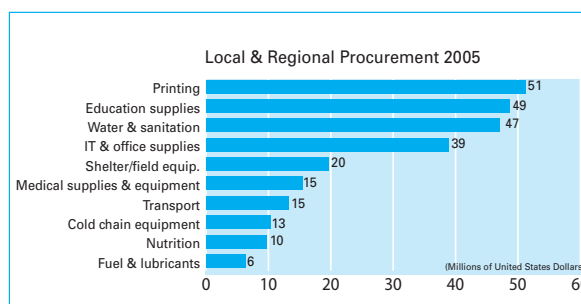 Local & Regional Procurement 2005
Printing 51
Education supplies 49
Water & sanitation 47
IT & office supplies 39
Shelter/field equip. 20
Medical supplies & equipment 15
Transport 15
Cold chain equipment 13
Nutrition 10
Fuel & lubricants 6
(Millions of United States Dollars
0 10 20 30 40 50 60